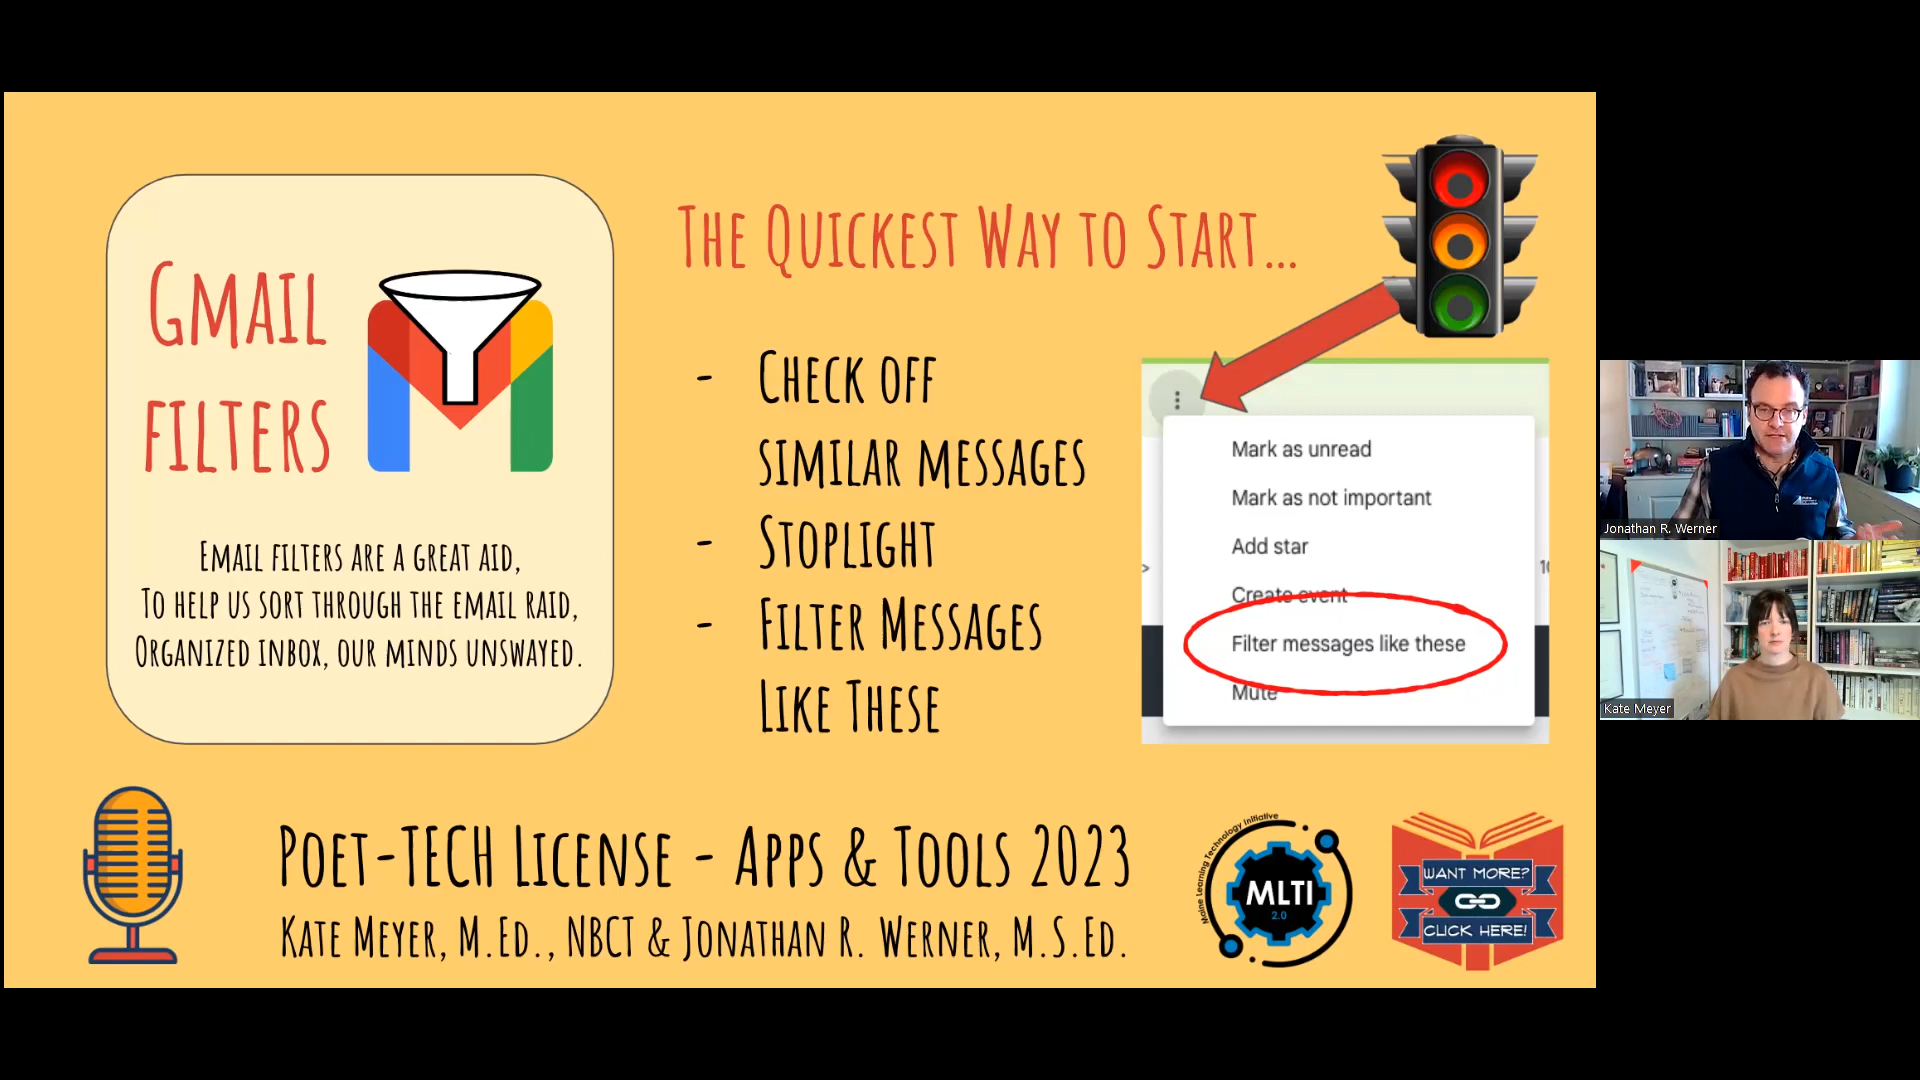 GMAIL
FILTERS
EMAIL FILTERS ARE A GREAT AID,
TO HELP US SORT THROUGH THE EMAIL RAID,
ORGANIZED INBOX, OUR MINDS UNSWAYED.
THE QUICKEST WAY TO START...
- CHECK OFF
SIMILAR MESSAGES
- STOPLIGHT
- FILTER MESSAGES
LIKE THESE
Mark as unread
Mark as not important
Add star
Create event
Filter messages like these
Mute
10
POET-TECH LICENSE - APPS & TOOLS 2023
KATE MEYER, M.ED., NBCT & JONATHAN R. WERNER, M.S.ED.
Maine Learning Technology Initiative
MLTI
2.0
WANT MORE?
CLICK HERE!
Jonathan R. Werner
Kate Meyer